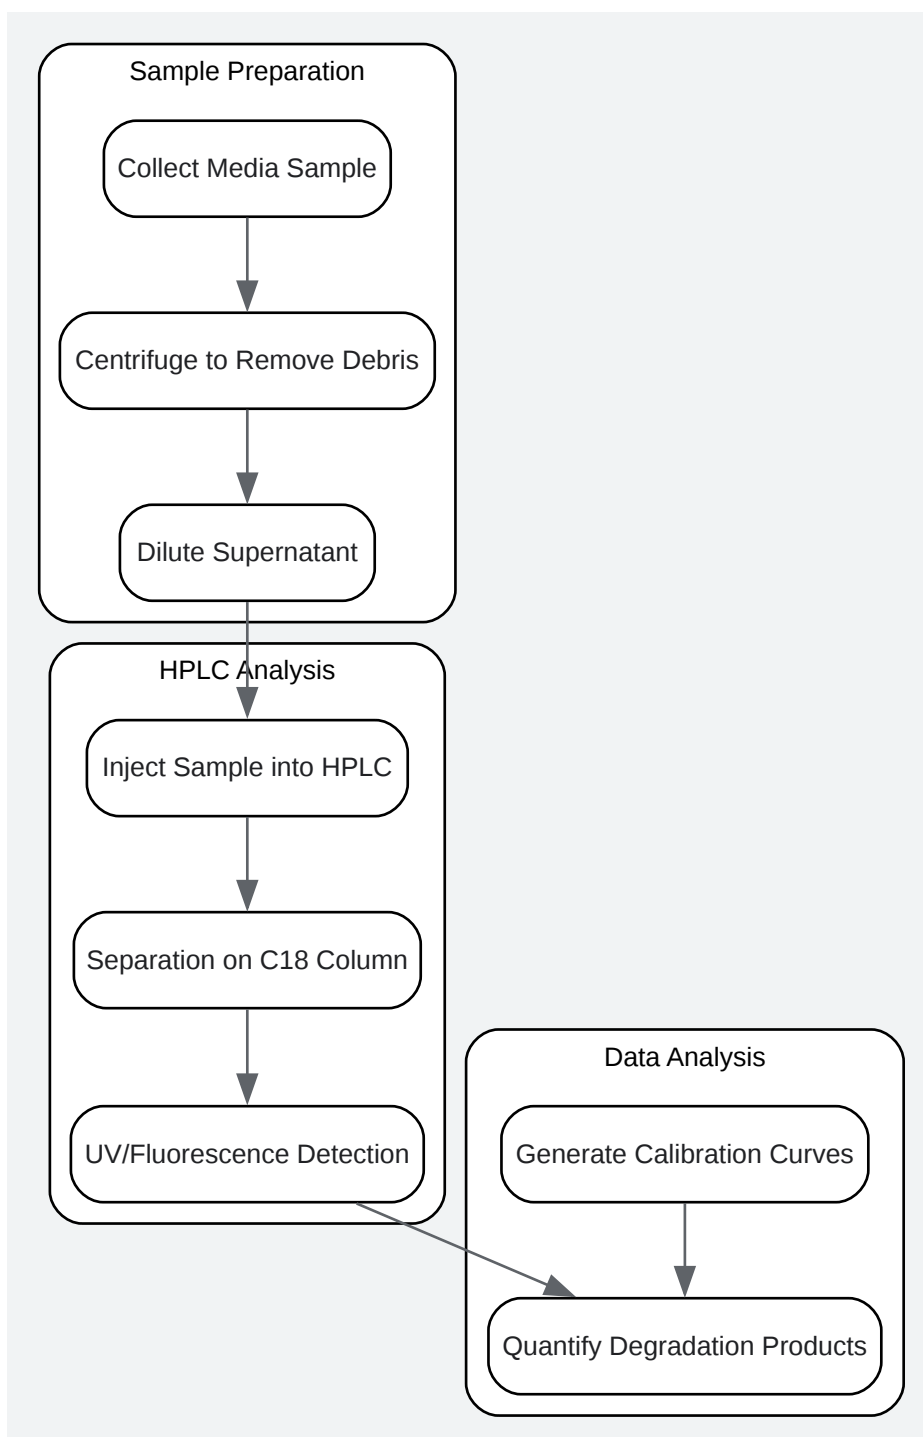 Sample Preparation
Collect Media Sample
Centrifuge to Remove Debris
Dilute Supernatant
HPLC Analysis
Inject Sample into HPLC
Separation on C18 Column
UV/Fluorescence Detection
Data Analysis
Generate Calibration Curves
Quantify Degradation Products